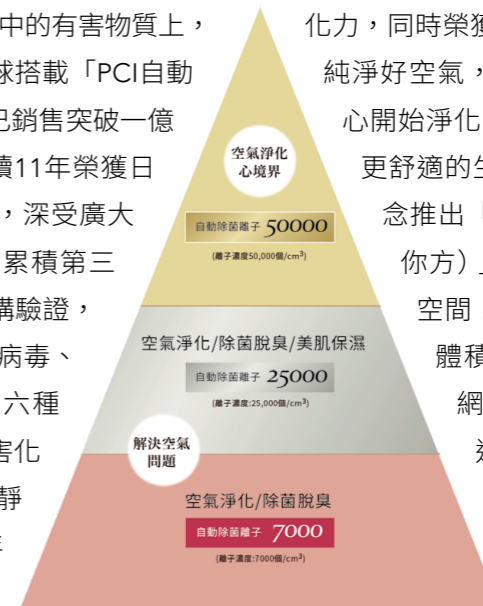 中的有害物質上，
球搭載「PCI自動
已銷售突破一億
續11年榮獲日
，深受廣大
累積第三
構驗證，
病毒、
六種
害化
靜
空氣淨化
心境界
自動除菌離子 50000
(離子濃度50,000個/cm³)
空氣淨化/除菌脫臭/美肌保濕
自動除菌離子 25000
(離子濃度:25,000個/cm³)
解決空氣
問題
空氣淨化/除菌脫臭
自動除菌離子 7000
(離子濃度:7000個/cm³)
化力，同時榮獲
純淨好空氣，
心開始淨化
更舒適的生
念推出「
你方）」
空間
體積
網